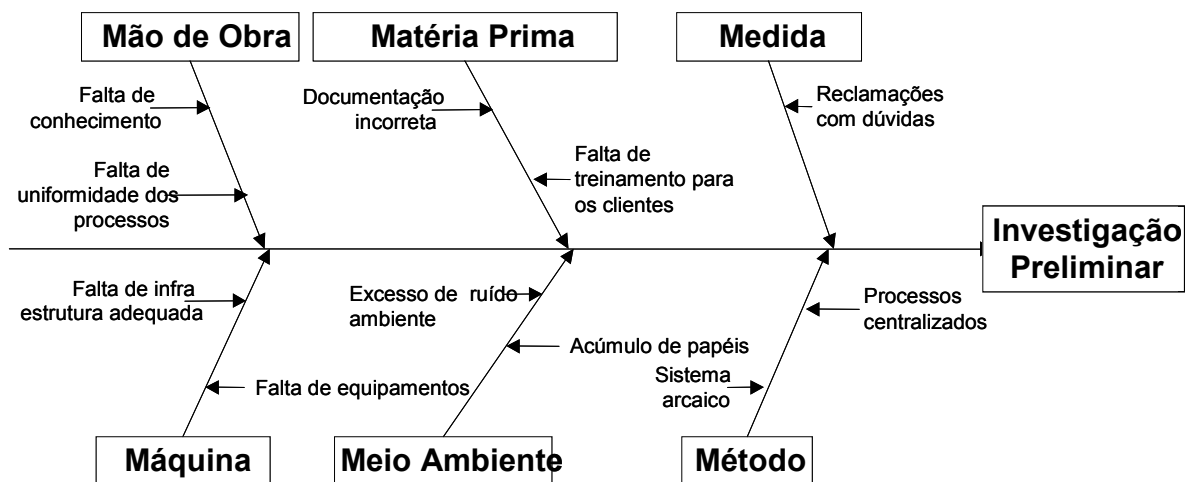 Mão de Obra
Matéria Prima
Medida
Falta de
conhecimento
Documentação
incorreta
Reclamações
com dúvidas
Falta de
uniformidade dos
processos
Falta de
treinamento para
os clientes
Investigação
Preliminar
Falta de infra
estrutura adequada
Excesso de ruído
ambiente
Processos
centralizados
Acúmulo de papéis
Falta de equipamentos
Sistema
arcaico
Máquina
Meio Ambiente
Método